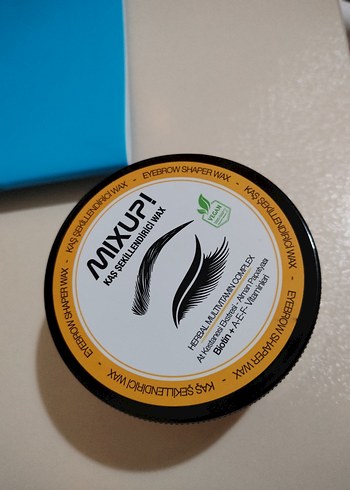 MIXUP!
KAŞ ŞEKİLLENDİRİCİ WAX
VEGAN
HERBAL MULTIVITAMIN COMPLEX
At Kestanesi Ekstresi - Alman Papatyası
Biotin + A-E-F- Vitaminleri
EYEBROW SHAPER WAX - KAŞ ŞEKİLLENDİRİCİ WAX - EYEBROW SHAPER WAX - KAŞ ŞEKİLLENDİRİCİ WAX - EYEBROW SHAPER WAX - KAŞ ŞEKİLLENDİRİCİ WAX -